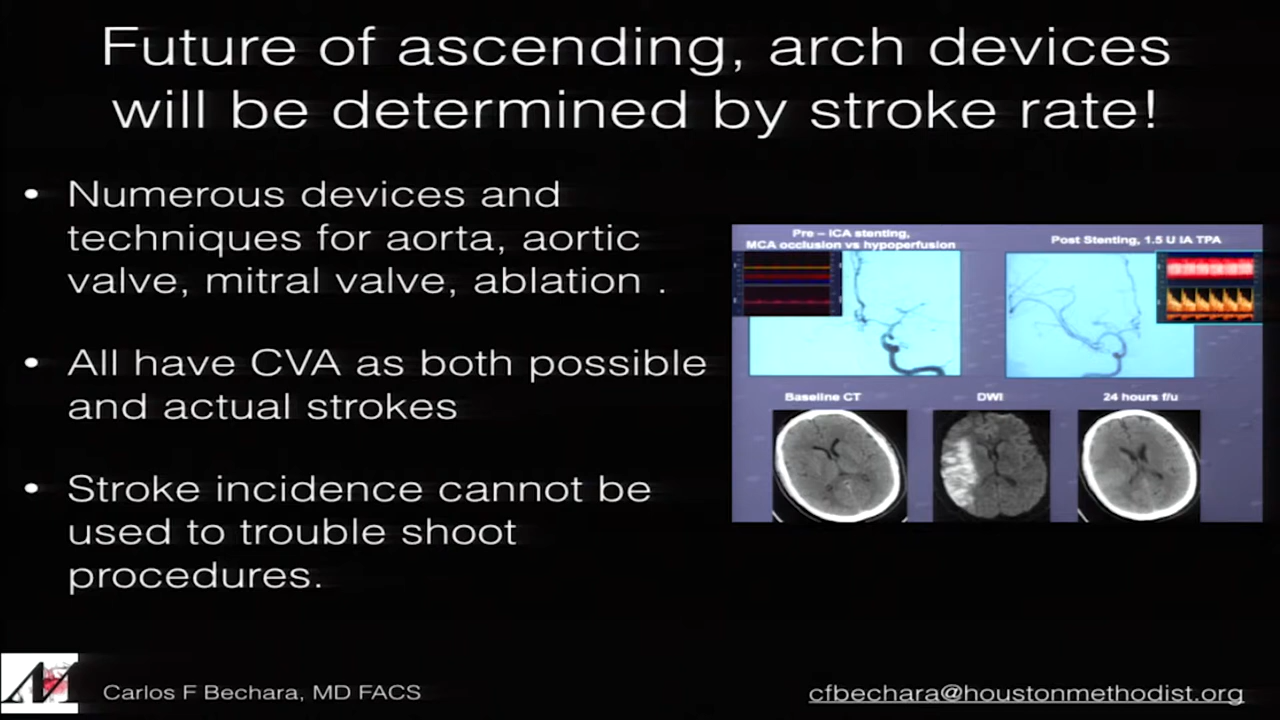 Future of ascending, arch devices
will be determined by stroke rate!
• Numerous devices and
techniques for aorta, aortic
valve, mitral valve, ablation .
• All have CVA as both possible
and actual strokes
• Stroke incidence cannot be
used to trouble shoot
procedures.
Pre – ICA stenting,
MCA occlusion vs hypoperfusion
Post Stenting, 1.5 U IA TPA
Baseline CT
DWI
24 hours f/u
Carlos F Bechara, MD FACS
cfbechara@houstonmethodist.org